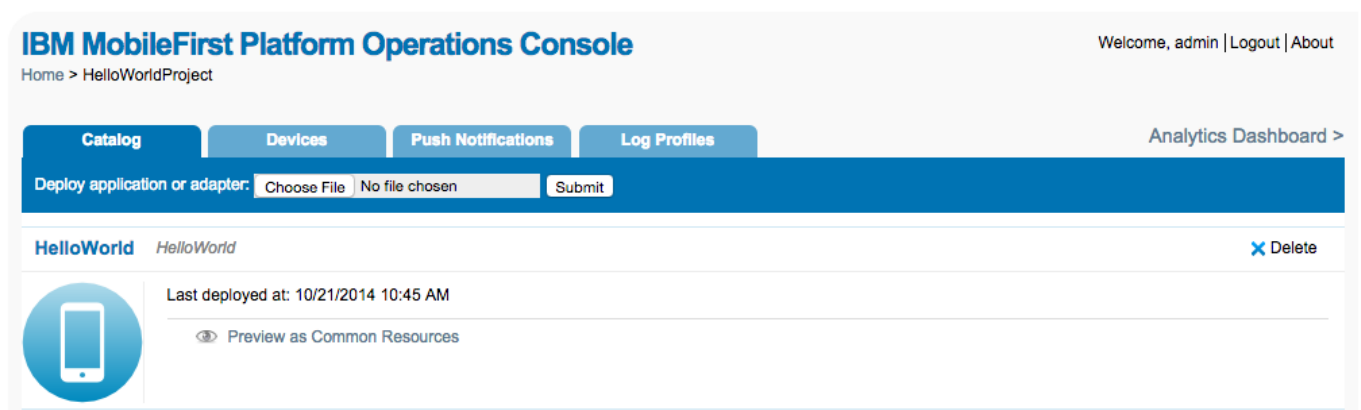 IBM MobileFirst Platform Operations Console
Welcome, admin | Logout | About
Home > HelloWorldProject
Catalog Devices Push Notifications Log Profiles Analytics Dashboard >
Deploy application or adapter: Choose File No file chosen Submit
HelloWorld HelloWorld Delete
Last deployed at: 10/21/2014 10:45 AM
Preview as Common Resources